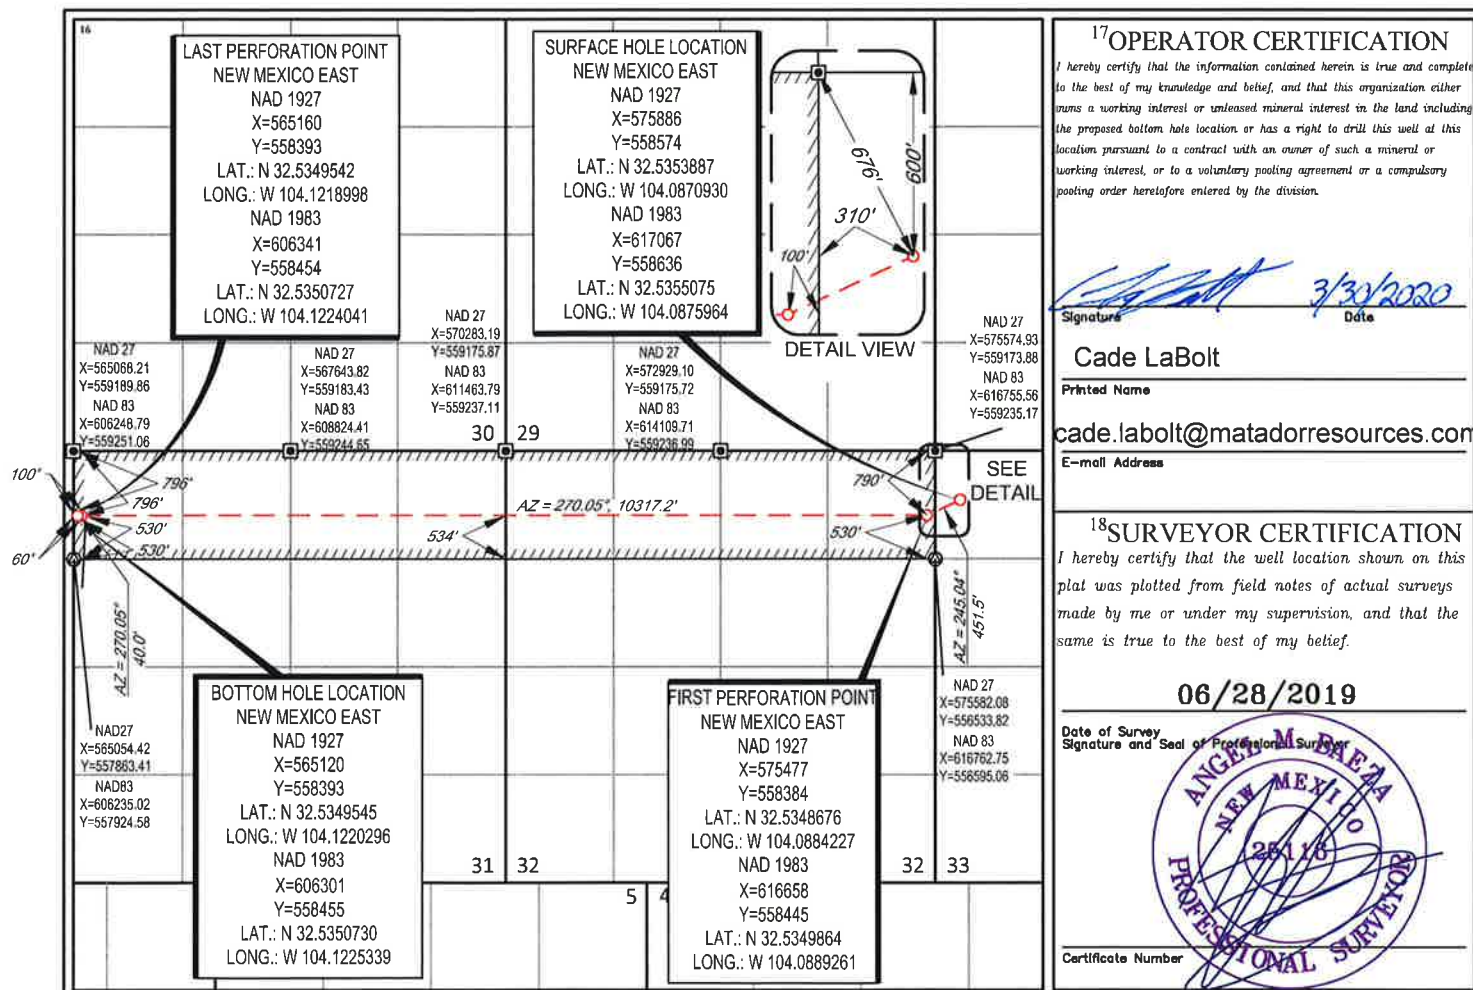 16
LAST PERFORATION POINT
NEW MEXICO EAST
NAD 1927
X=565160
Y=558393
LAT.: N 32.5349542
LONG.: W 104.1218998
NAD 1983
X=606341
Y=558454
LAT.: N 32.5350727
LONG.: W 104.1224041
SURFACE HOLE LOCATION
NEW MEXICO EAST
NAD 1927
X=575886
Y=558574
LAT.: N 32.5353887
LONG.: W 104.0870930
NAD 1983
X=617067
Y=558636
LAT.: N 32.5355075
LONG.: W 104.0875964
676'
600'
310'
100'
DETAIL VIEW
NAD 27
X=565068.21
Y=559189.86
NAD 83
X=606248.79
Y=559251.06
NAD 27
X=567643.82
Y=559183.43
NAD 83
X=608824.41
Y=559244.65
NAD 27
X=570283.19
Y=559175.87
NAD 83
X=611463.79
Y=559237.11
NAD 27
X=572929.10
Y=559175.72
NAD 83
X=614109.71
Y=559236.99
NAD 27
X=575574.93
Y=559173.88
NAD 83
X=616755.56
Y=559235.17
30 29
SEE
DETAIL
100'
796'
796'
530'
530'
60'
AZ = 270.05°, 10317.2'
534'
790'
530'
AZ = 270.05°
40.0'
AZ = 245.04°
451.5'
NAD27
X=565054.42
Y=557863.41
NAD83
X=606235.02
Y=557924.58
BOTTOM HOLE LOCATION
NEW MEXICO EAST
NAD 1927
X=565120
Y=558393
LAT.: N 32.5349545
LONG.: W 104.1220296
NAD 1983
X=606301
Y=558455
LAT.: N 32.5350730
LONG.: W 104.1225339
FIRST PERFORATION POINT
NEW MEXICO EAST
NAD 1927
X=575477
Y=558384
LAT.: N 32.5348676
LONG.: W 104.0884227
NAD 1983
X=616658
Y=558445
LAT.: N 32.5349864
LONG.: W 104.0889261
NAD 27
X=575582.08
Y=556533.82
NAD 83
X=616762.75
Y=556595.06
31 32
32 33
5 4
17 OPERATOR CERTIFICATION
I hereby certify that the information contained herein is true and complete
to the best of my knowledge and belief, and that this organization either
owns a working interest or unleased mineral interest in the land including
the proposed bottom hole location or has a right to drill this well at this
location pursuant to a contract with an owner of such a mineral or
working interest, or to a voluntary pooling agreement or a compulsory
pooling order heretofore entered by the division.
3/30/2020
Signature Date
Cade LaBolt
Printed Name
cade.labolt@matadorresources.com
E-mail Address
18 SURVEYOR CERTIFICATION
I hereby certify that the well location shown on this
plat was plotted from field notes of actual surveys
made by me or under my supervision, and that the
same is true to the best of my belief.
06/28/2019
Date of Survey
Signature and Seal of Professional Surveyor
ANGEL M. BAEZA
NEW MEXICO
25116
PROFESSIONAL SURVEYOR
Certificate Number